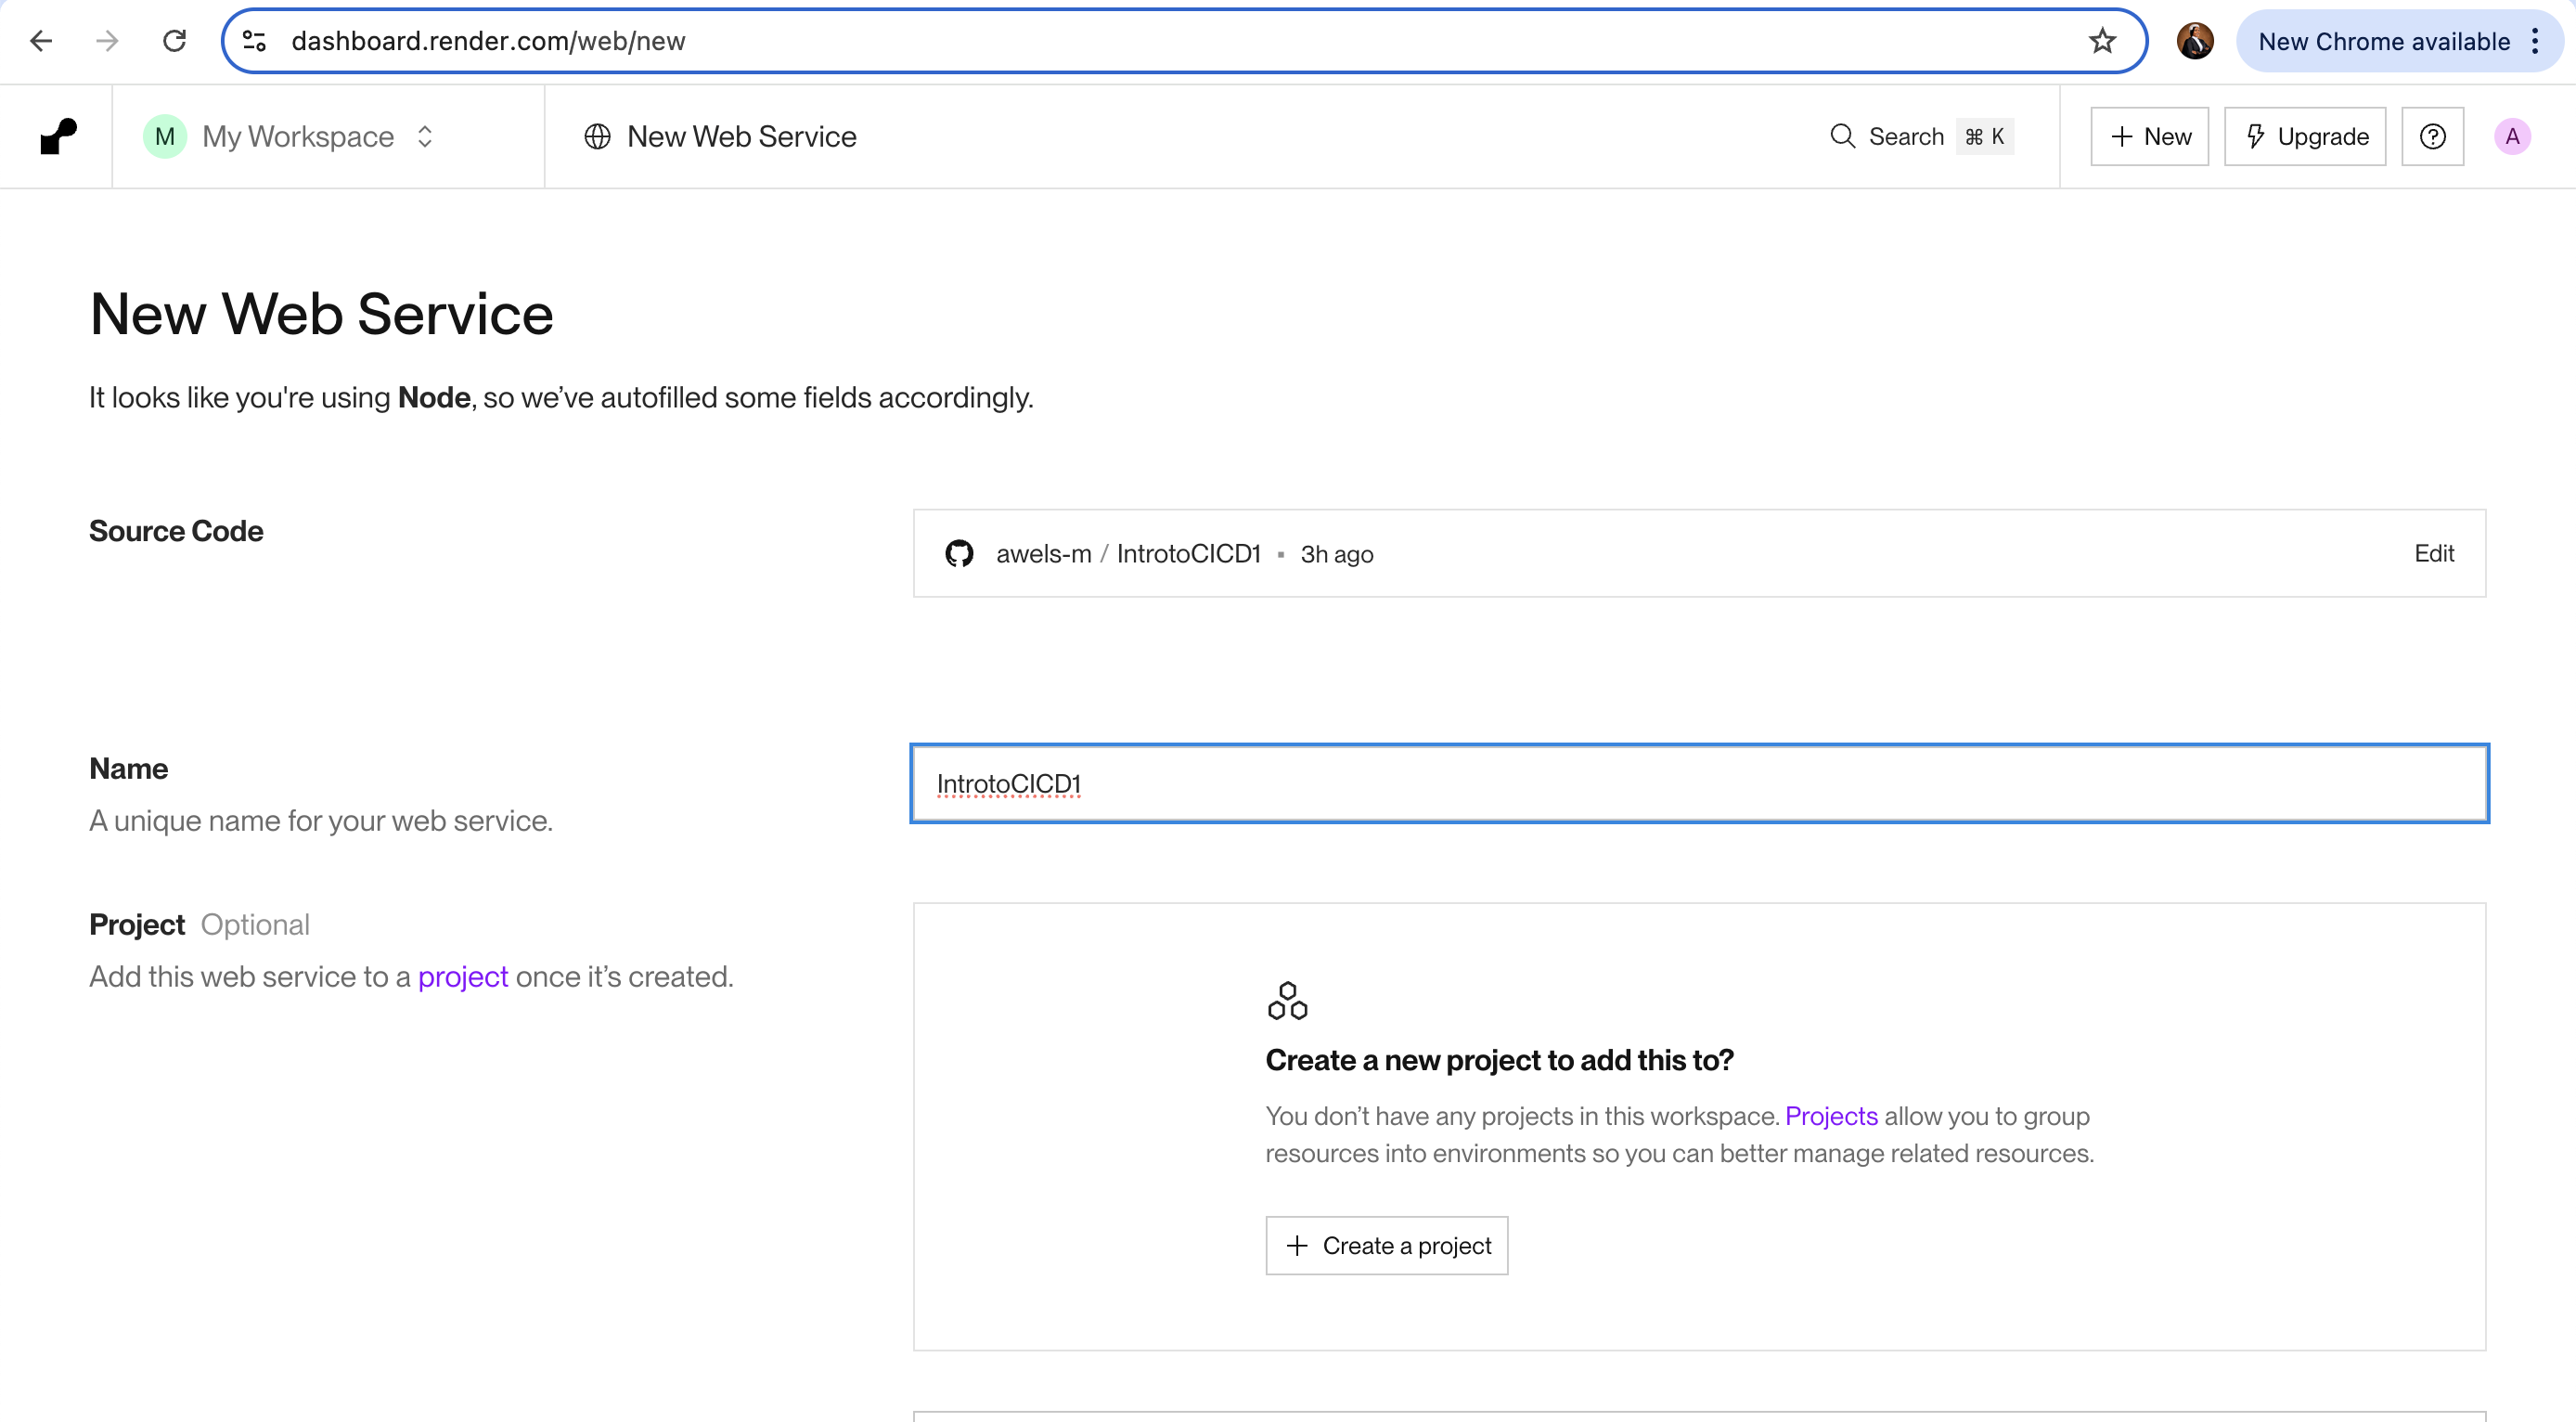 dashboard.render.com/web/new
New Chrome available
M My Workspace
New Web Service
Search ⌘ K
+ New
Upgrade
A
New Web Service
It looks like you're using Node, so we’ve autofilled some fields accordingly.
Source Code
awels-m / IntrotoCICD1 ▪ 3h ago
Edit
Name
A unique name for your web service.
IntrotoCICD1
Project Optional
Add this web service to a project once it’s created.
Create a new project to add this to?
You don’t have any projects in this workspace. Projects allow you to group
resources into environments so you can better manage related resources.
+ Create a project